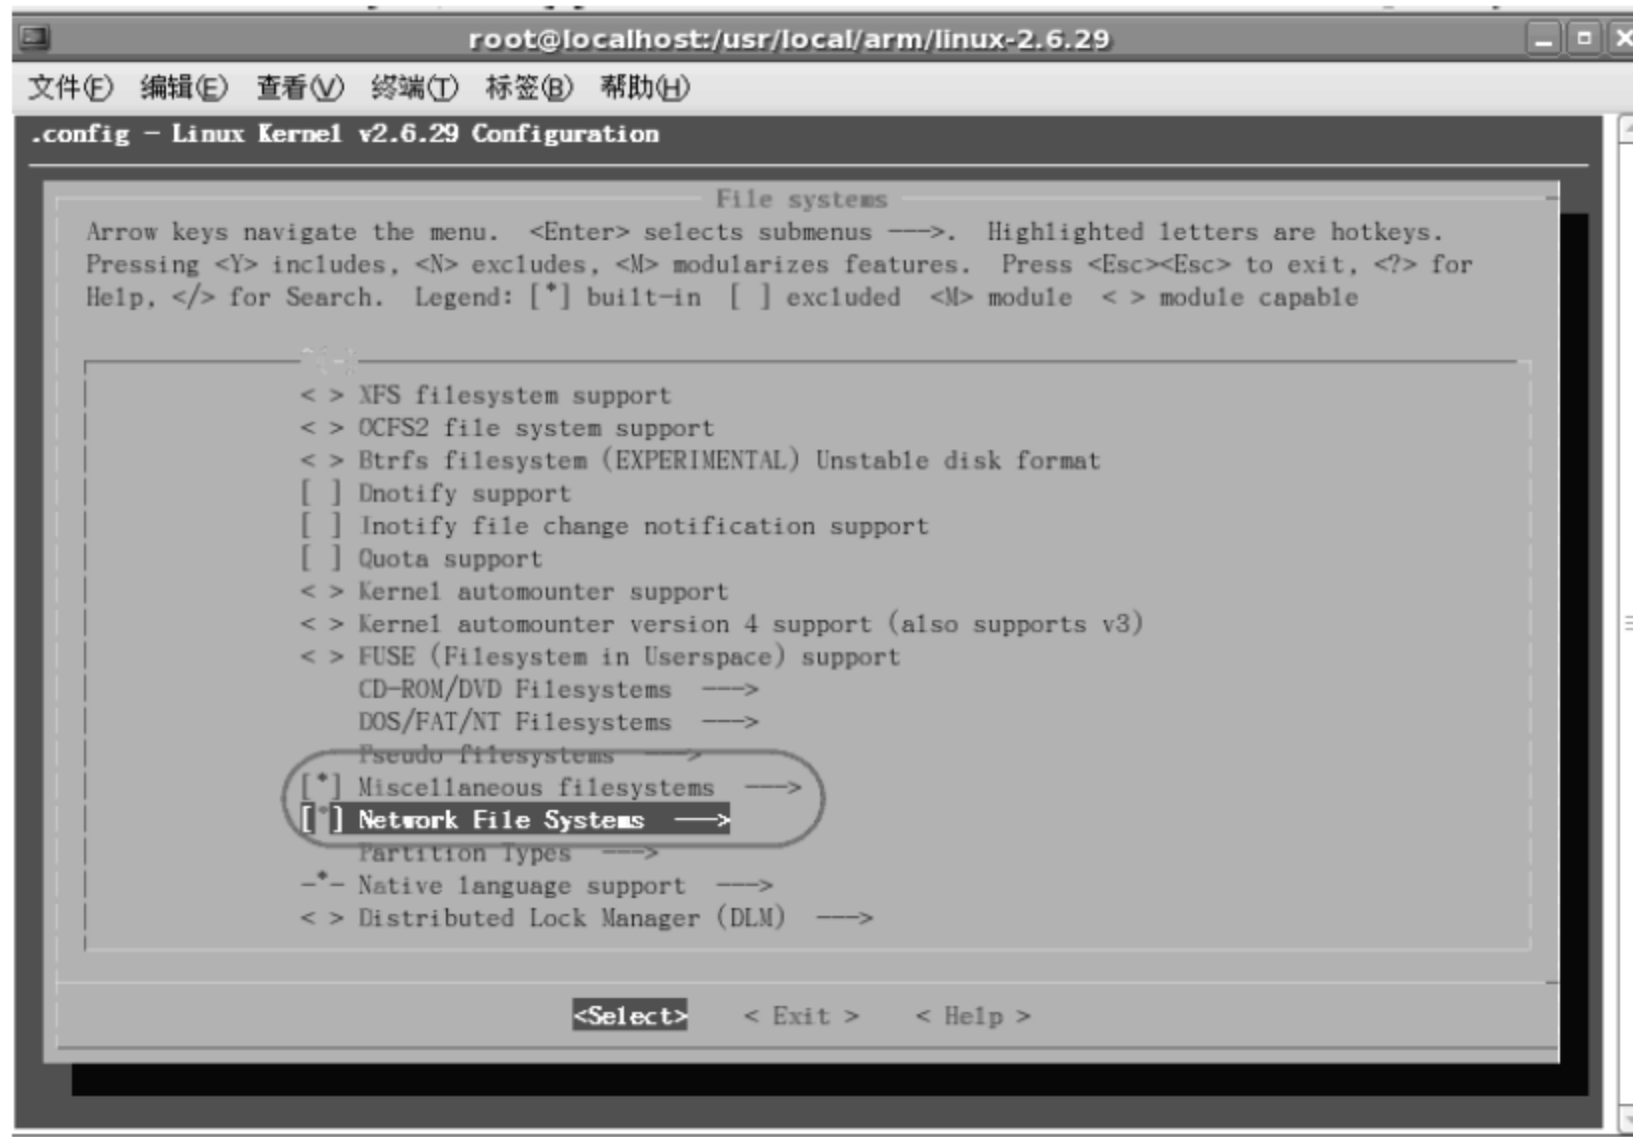 root@localhost:/usr/local/arm/linux-2.6.29
文件(F) 编辑(E) 查看(V) 终端(T) 标签(B) 帮助(H)
.config - Linux Kernel v2.6.29 Configuration
File systems
Arrow keys navigate the menu. <Enter> selects submenus --->. Highlighted letters are hotkeys.
Pressing <Y> includes, <N> excludes, <M> modularizes features. Press <Esc><Esc> to exit, <?> for
Help, </> for Search. Legend: [*] built-in [ ] excluded <M> module < > module capable
^(-)
< > XFS filesystem support
< > OCFS2 file system support
< > Btrfs filesystem (EXPERIMENTAL) Unstable disk format
[ ] Dnotify support
[ ] Inotify file change notification support
[ ] Quota support
< > Kernel automounter support
< > Kernel automounter version 4 support (also supports v3)
< > FUSE (Filesystem in Userspace) support
CD-ROM/DVD Filesystems --->
DOS/FAT/NT Filesystems --->
Pseudo filesystems --->
[*] Miscellaneous filesystems --->
[*] Network File Systems --->
Partition Types --->
-*- Native language support --->
< > Distributed Lock Manager (DLM) --->
<Select> < Exit > < Help >